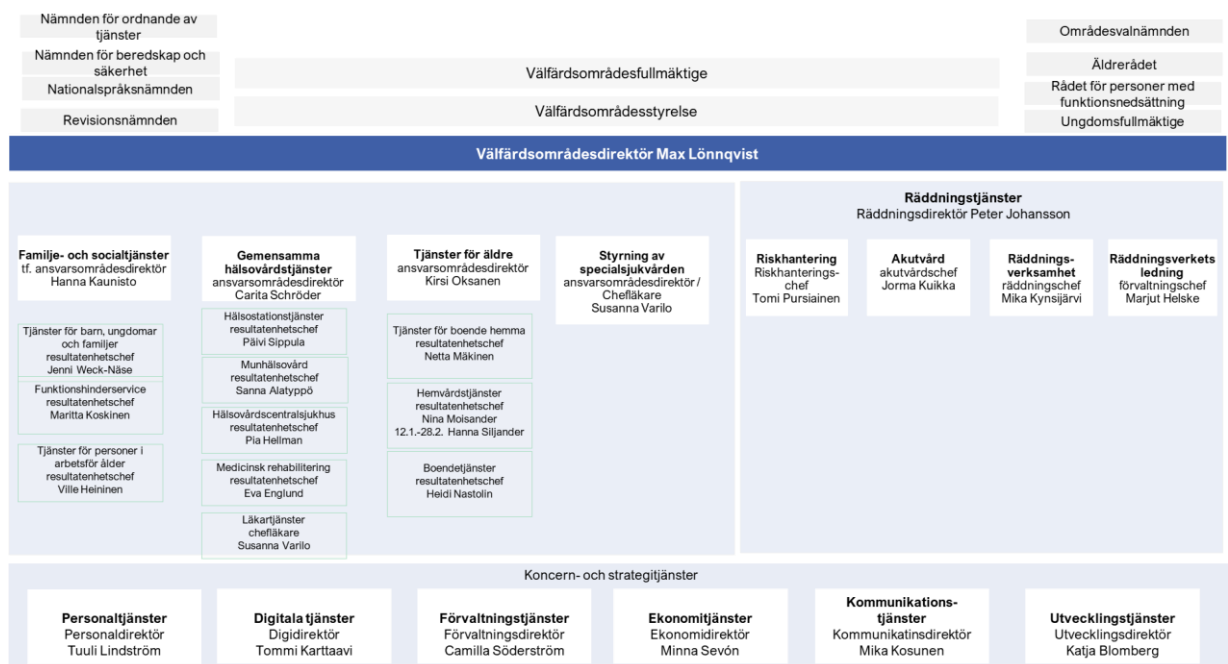 Nämnden för ordnande av
tjänster
Nämnden för beredskap och
säkerhet
Nationalspråksnämnden
Revisionsnämnden
Välfärdsområdesfullmäktige
Välfärdsområdesstyrelse
Områdesvalnämnden
Äldrerådet
Rådet för personer med
funktionsnedsättning
Ungdomsfullmäktige
Välfärdsområdesdirektör Max Lönnqvist
Familje- och socialtjänster
tf. ansvarsområdesdirektör
Hanna Kaunisto
Tjänster för barn, ungdomar
och familjer
resultatenhetschef
Jenni Weck-Näse
Funktionshinderservice
resultatenhetschef
Maritta Koskinen
Tjänster för personer i
arbetsför ålder
resultatenhetschef
Ville Heininen
Gemensamma
hälsovårdstjänster
ansvarsområdesdirektör
Carita Schröder
Hälsostationstjänster
resultatenhetschef
Päivi Sippula
Munhälsovård
resultatenhetschef
Sanna Alatyppö
Hälsovårdscentralsjukhus
resultatenhetschef
Pia Hellman
Medicinsk rehabilitering
resultatenhetschef
Eva Englund
Läkartjänster
chefläkare
Susanna Varilo
Tjänster för äldre
ansvarsområdesdirektör
Kirsi Oksanen
Tjänster för boende hemma
resultatenhetschef
Netta Mäkinen
Hemvårdstjänster
resultatenhetschef
Nina Moisander
12.1.-28.2. Hanna Siljander
Boendetjänster
resultatenhetschef
Heidi Nastolin
Styrning av
specialsjukvården
ansvarsområdesdirektör /
Chefläkare
Susanna Varilo
Räddningstjänster
Räddningsdirektör Peter Johansson
Riskhantering
Riskhanterings-
chef
Tomi Pursiainen
Akutvård
akutvårdschef
Jorma Kuikka
Räddnings-
verksamhet
räddningschef
Mika Kynsijärvi
Räddningsverkets
ledning
förvaltningschef
Marjut Helske
Koncern- och strategitjänster
Personaltjänster
Personaldirektör
Tuuli Lindström
Digitala tjänster
Digidirektör
Tommi Karttaavi
Förvaltningstjänster
Förvaltningsdirektör
Camilla Söderström
Ekonomitjänster
Ekonomidirektör
Minna Sevón
Kommunikations-
tjänster
Kommunikatinsdirektör
Mika Kosunen
Utvecklingstjänster
Utvecklingsdirektör
Katja Blomberg